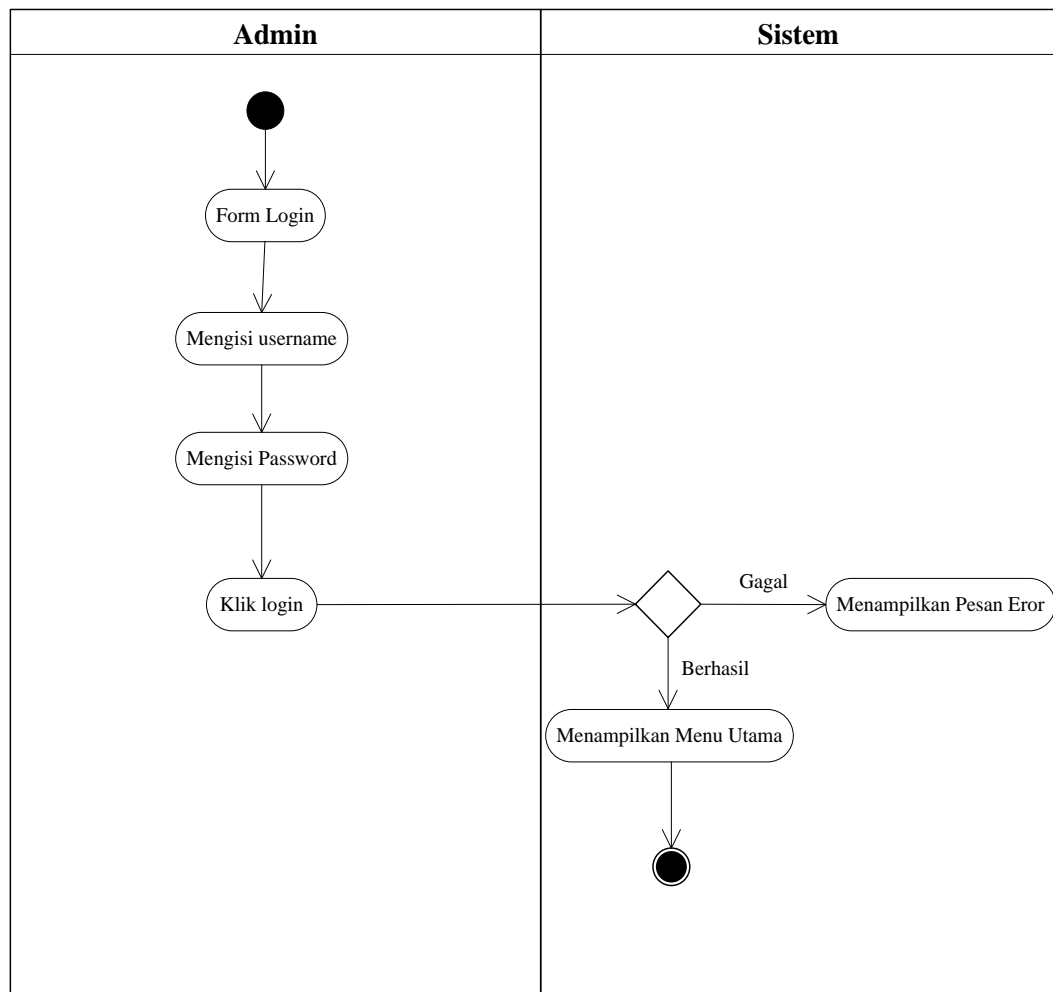 Admin
Sistem
Form Login
Mengisi username
Mengisi Password
Klik login
Gagal
Menampilkan Pesan Eror
Berhasil
Menampilkan Menu Utama